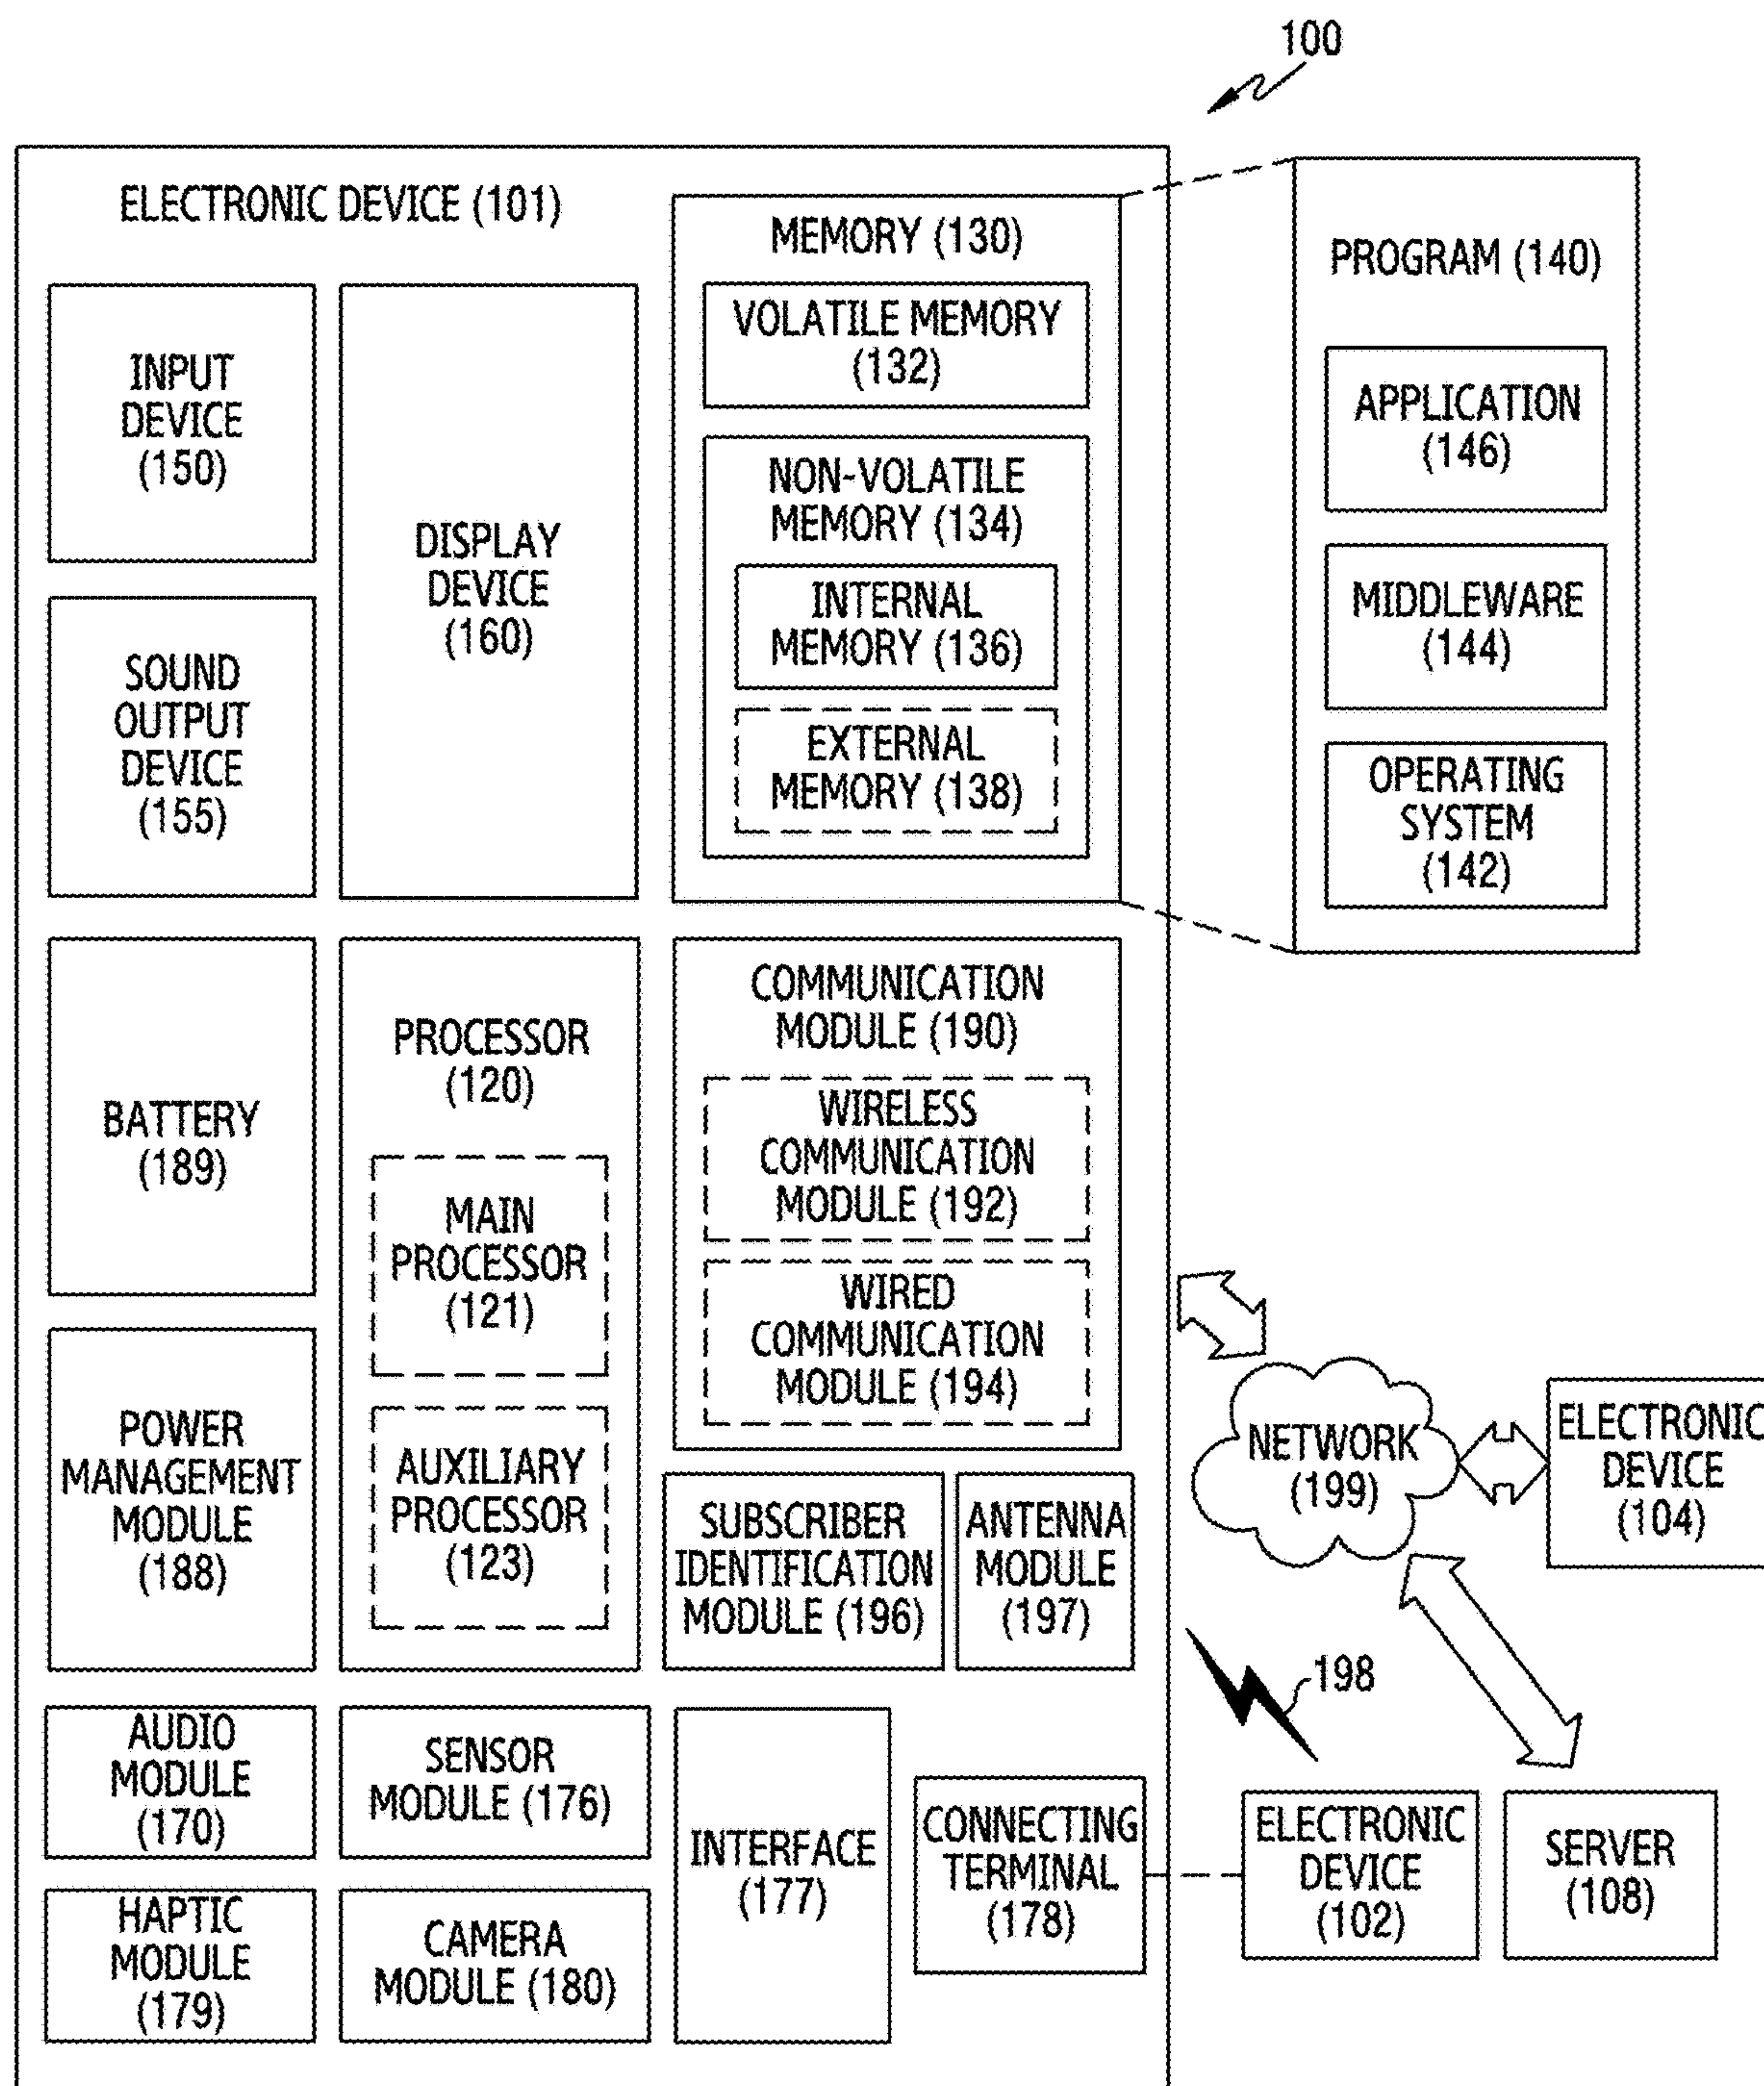 100
ELECTRONIC DEVICE (101)
INPUT
DEVICE
(150)
SOUND
OUTPUT
DEVICE
(155)
DISPLAY
DEVICE
(160)
MEMORY (130)
VOLATILE MEMORY
(132)
NON-VOLATILE
MEMORY (134)
INTERNAL
MEMORY (136)
EXTERNAL
MEMORY (138)
PROGRAM (140)
APPLICATION
(146)
MIDDLEWARE
(144)
OPERATING
SYSTEM
(142)
BATTERY
(189)
POWER
MANAGEMENT
MODULE
(188)
PROCESSOR
(120)
MAIN
PROCESSOR
(121)
AUXILIARY
PROCESSOR
(123)
COMMUNICATION
MODULE (190)
WIRELESS
COMMUNICATION
MODULE (192)
WIRED
COMMUNICATION
MODULE (194)
SUBSCRIBER
IDENTIFICATION
MODULE (196)
ANTENNA
MODULE
(197)
NETWORK
(199)
ELECTRONIC
DEVICE
(104)
198
AUDIO
MODULE
(170)
SENSOR
MODULE (176)
HAPTIC
MODULE
(179)
CAMERA
MODULE (180)
INTERFACE
(177)
CONNECTING
TERMINAL
(178)
ELECTRONIC
DEVICE
(102)
SERVER
(108)